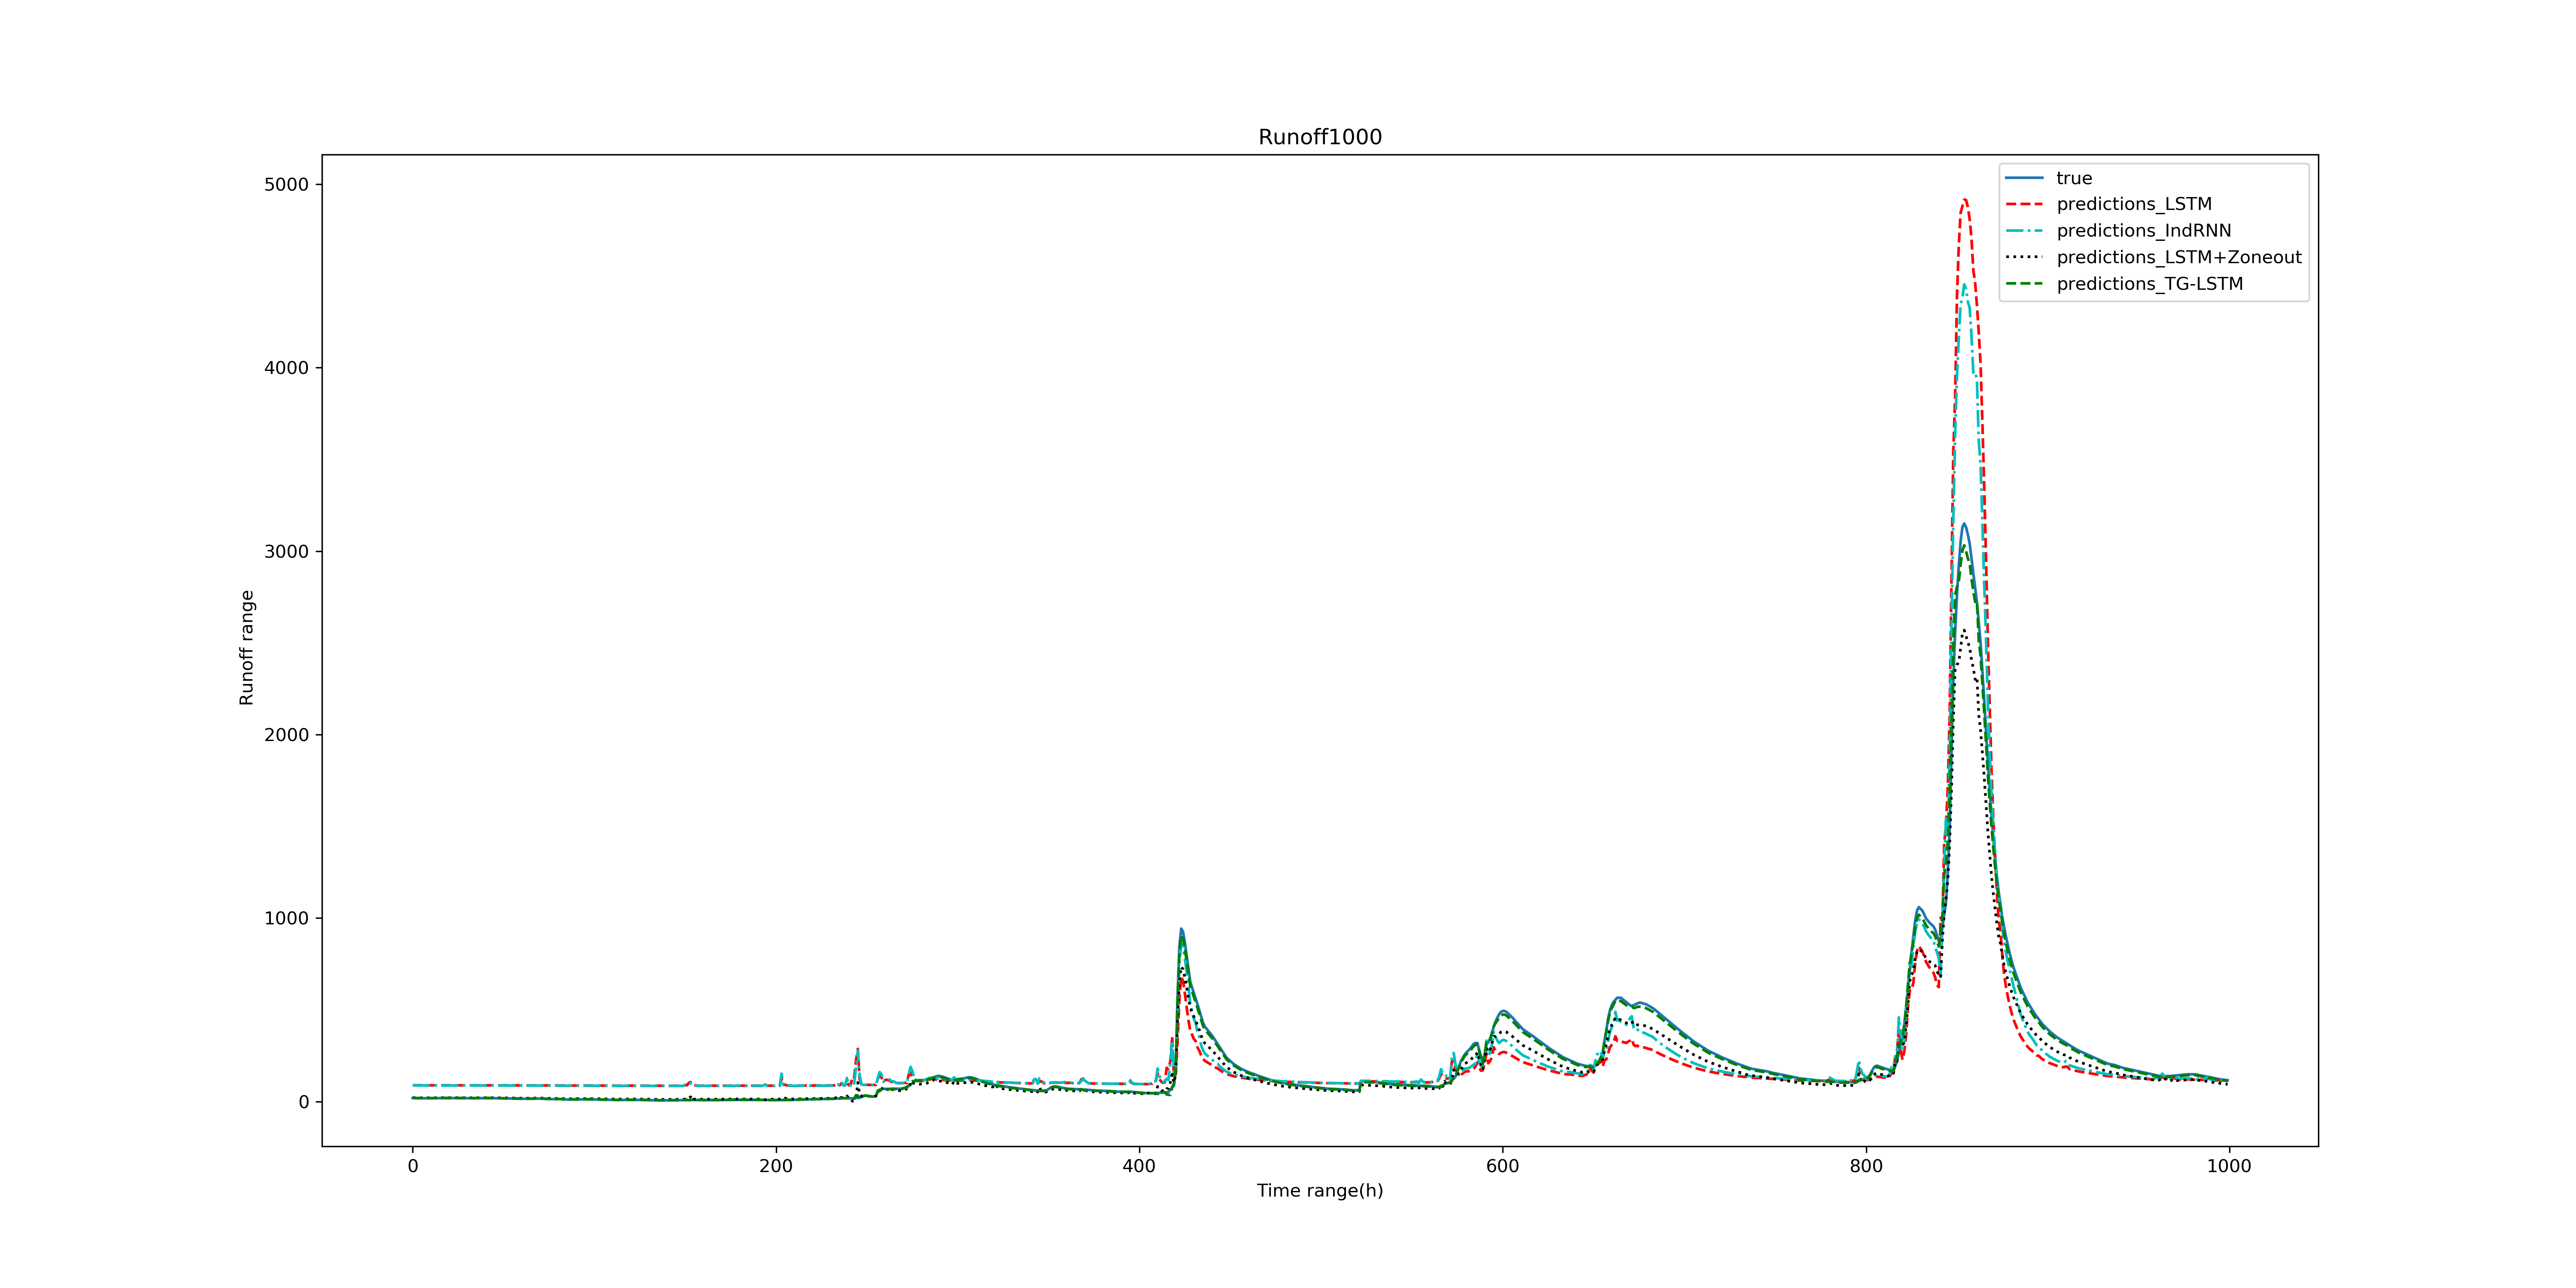 Runoff1000
5000
4000
3000
2000
1000
0
Runoff range
true
predictions_LSTM
predictions_IndRNN
predictions_LSTM+Zoneout
predictions_TG-LSTM
0 200 400 600 800 1000
Time range(h)